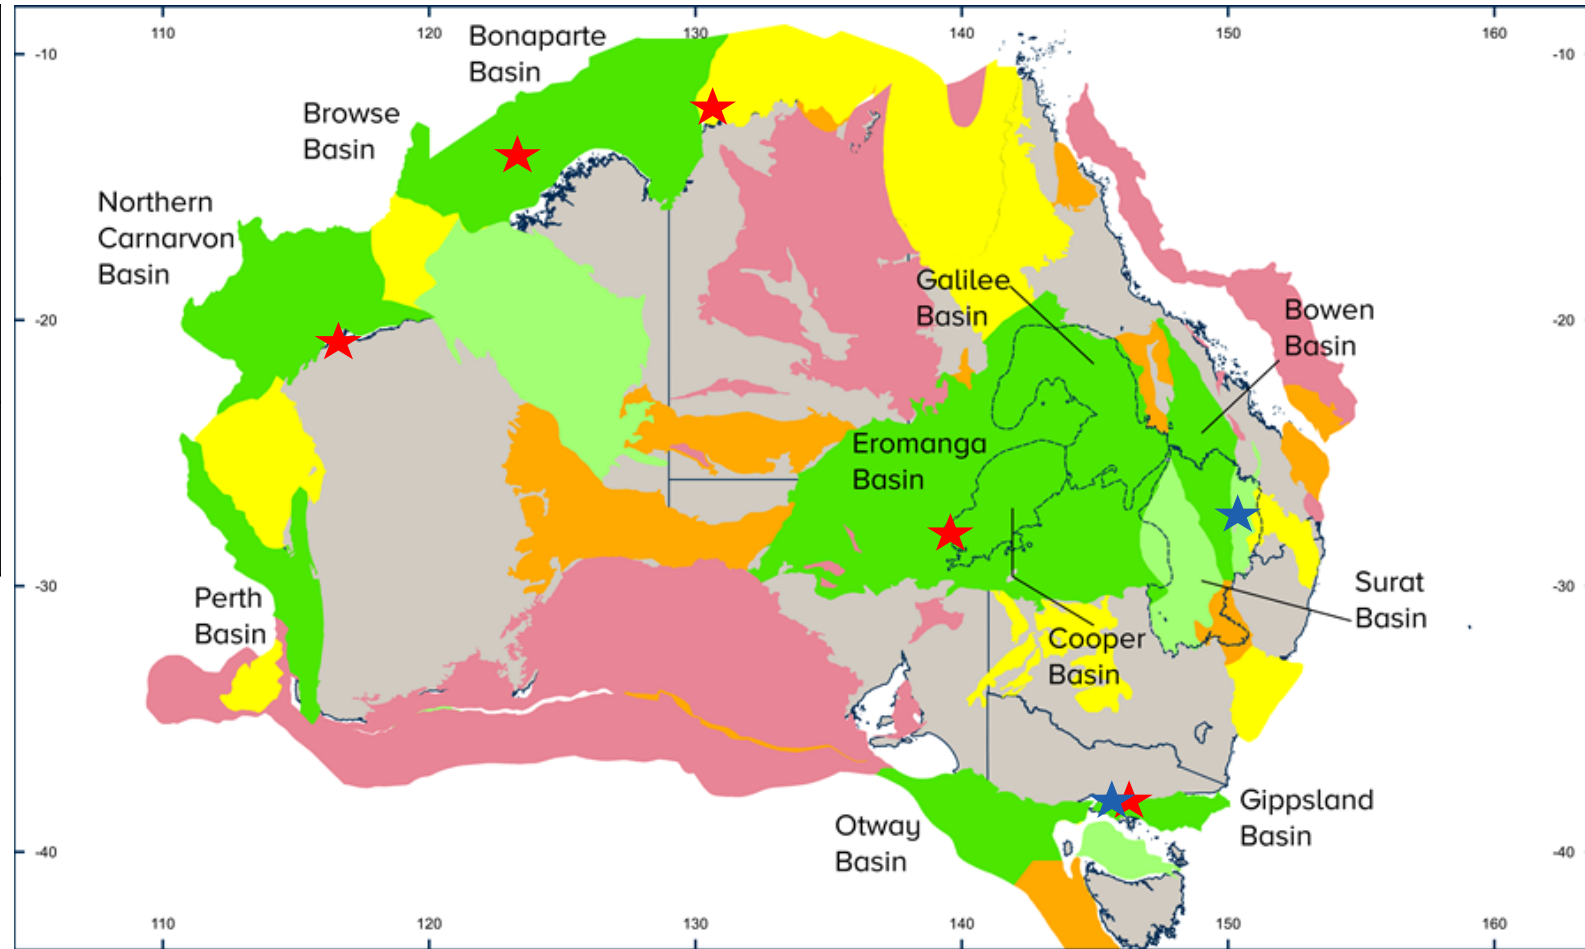 110
120
130
140
150
160
-10
-10
Bonaparte
Basin
Browse
Basin
Northern
Carnarvon
Basin
Galilee
Basin
Bowen
Basin
-20
-20
Eromanga
Basin
-30
-30
Perth
Basin
Surat
Basin
Cooper
Basin
Gippsland
Basin
Otway
Basin
-40
-40
110
120
130
140
150
160